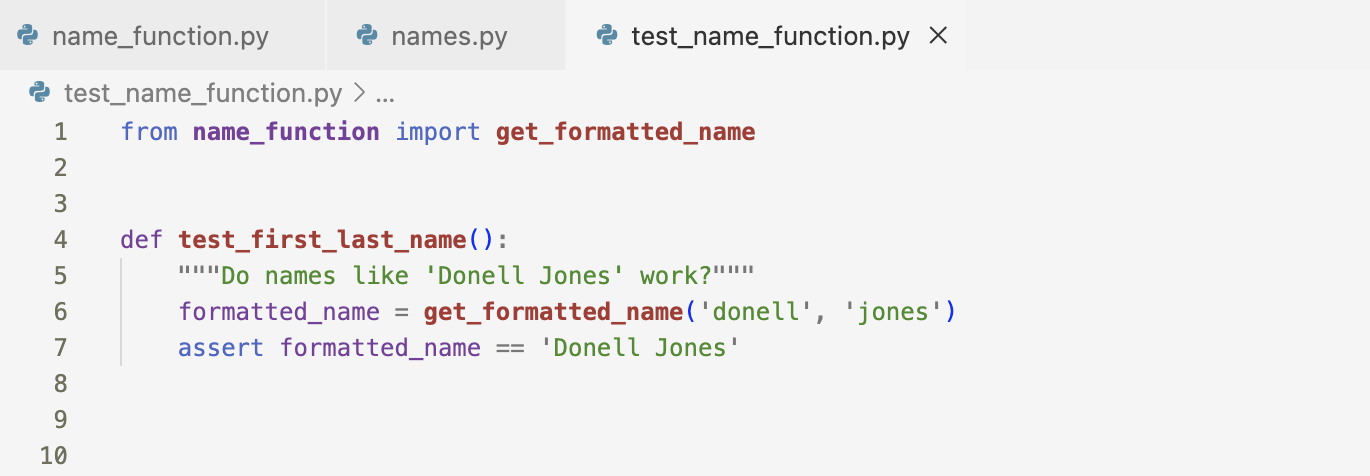 name_function.py names.py test_name_function.py ×
test_name_function.py > ...
1 from name_function import get_formatted_name
2
3
4 def test_first_last_name():
5     """Do names like 'Donell Jones' work?"""
6     formatted_name = get_formatted_name('donell', 'jones')
7     assert formatted_name == 'Donell Jones'
8
9
10